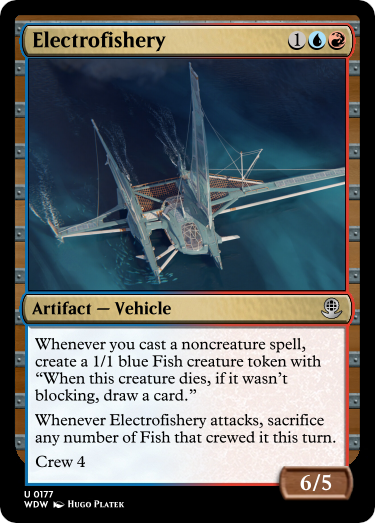 Electrofishery 1
Artifact — Vehicle
Whenever you cast a noncreature spell,
create a 1/1 blue Fish creature token with
“When this creature dies, if it wasn’t
blocking, draw a card.”
Whenever Electrofishery attacks, sacrifice
any number of Fish that crewed it this turn.
Crew 4
6/5
U 0177
WDW Hugo Platek